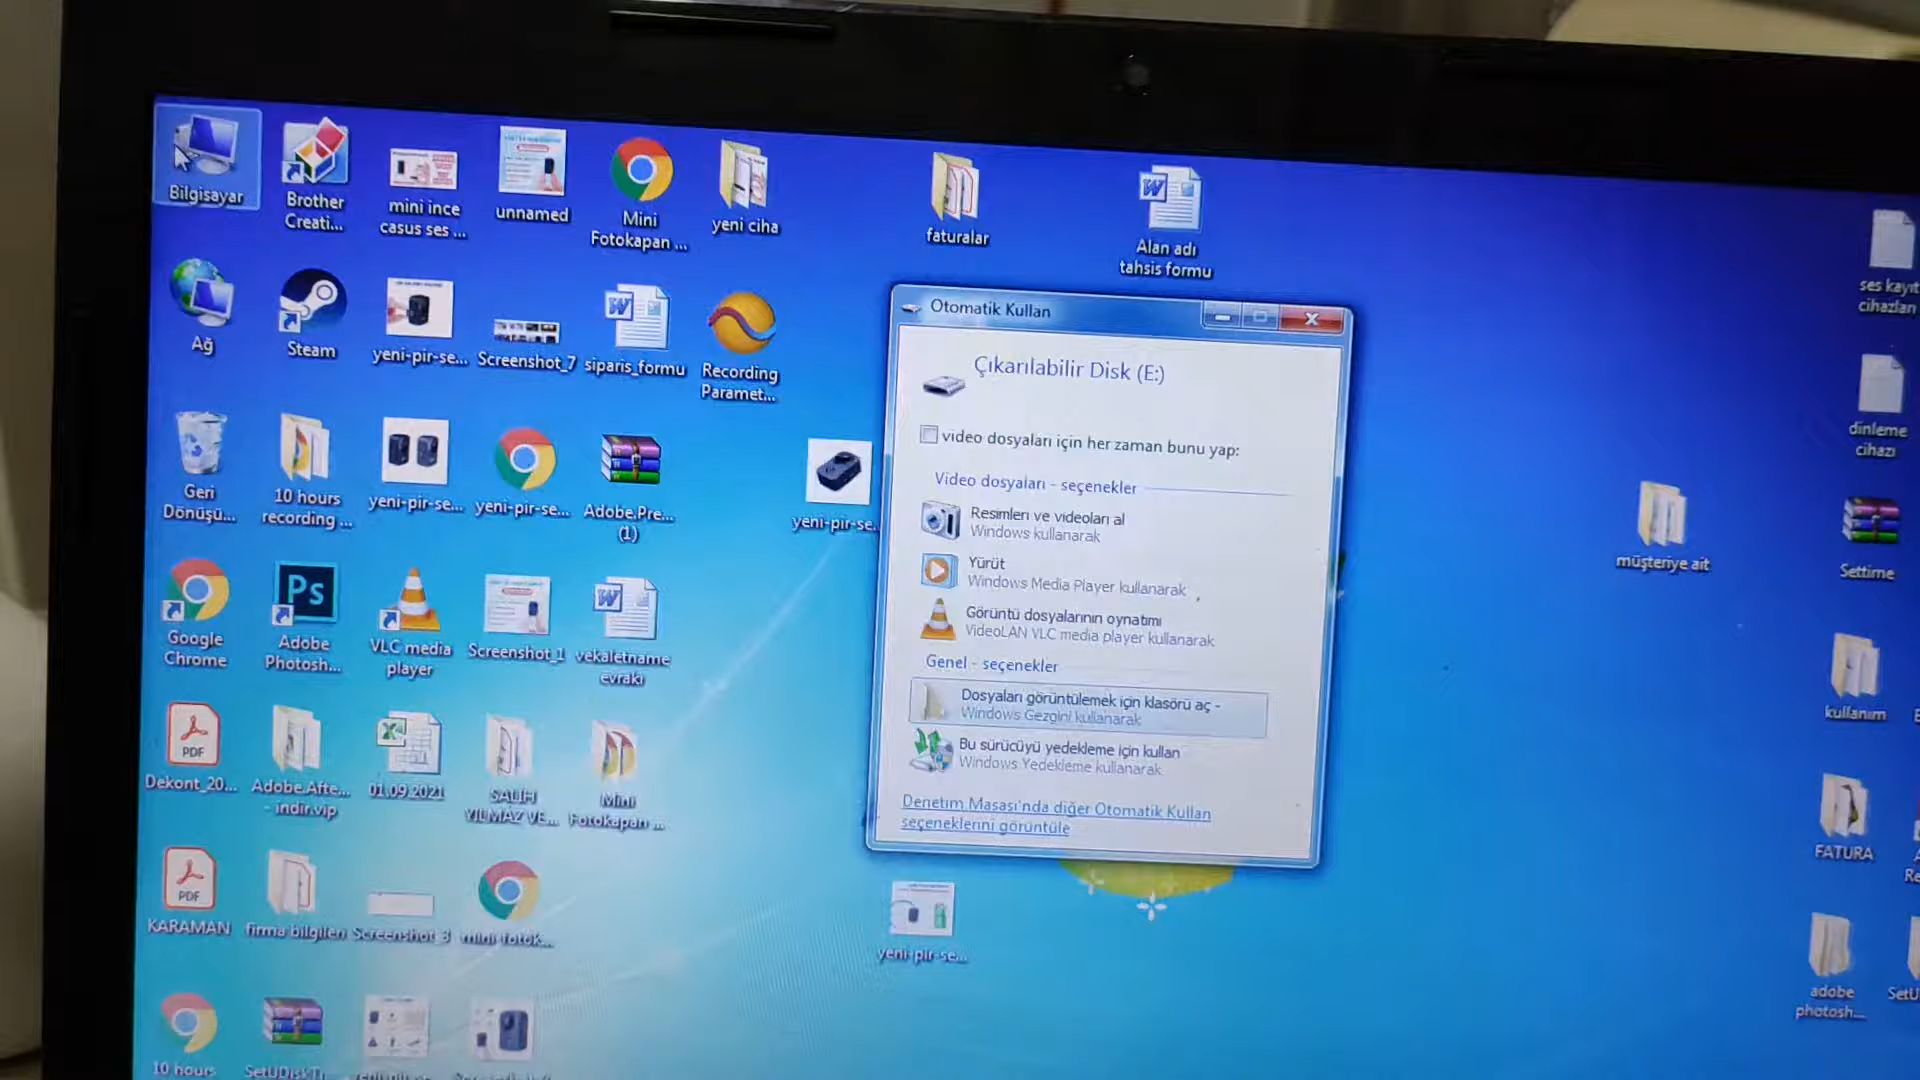 Bilgisayar
Brother
Creati...
mini ince
casus ses ...
unnamed
Mini
Fotokapan ...
yeni ciha
faturalar
Alan adı
tahsis formu
ses kayıt
cihazları
Ağ
Steam
yeni-pir-se...
Screenshot_7
siparis_formu
Recording
Paramet...
Otomatik Kullan
Çıkarılabilir Disk (E:)
video dosyaları için her zaman bunu yap:
Video dosyaları - seçenekler
Resimleri ve videoları al
Windows kullanarak
Yürüt
Windows Media Player kullanarak
Görüntü dosyalarının oynatımı
VideoLAN VLC media player kullanarak
Genel - seçenekler
Dosyaları görüntülemek için klasörü aç -
Windows Gezgini kullanarak
Bu sürücüyü yedekleme için kullan
Windows Yedekleme kullanarak
Denetim Masası'nda diğer Otomatik Kullan
seçeneklerini görüntüle
dinleme
cihazı
Geri
Dönüşü...
10 hours
recording ...
yeni-pir-se...
yeni-pir-se...
Adobe.Pre...
(1)
yeni-pir-se...
müşteriye ait
Settime
Google
Chrome
Ps
Adobe
Photosh...
VLC media
player
Screenshot_1
vekaletname
evrakı
kullanım
PDF
Dekont_20...
Adobe.Afte...
- indir.vip
01.09.2021
SALİH
YILMAZ VE...
Mini
Fotokapan ...
FATURA
PDF
KARAMAN
firma bilgileri
Screenshot_3
mini fotok...
yeni-pir-se...
adobe
photosh...
SetU
10 hours
SetUDiskTi...